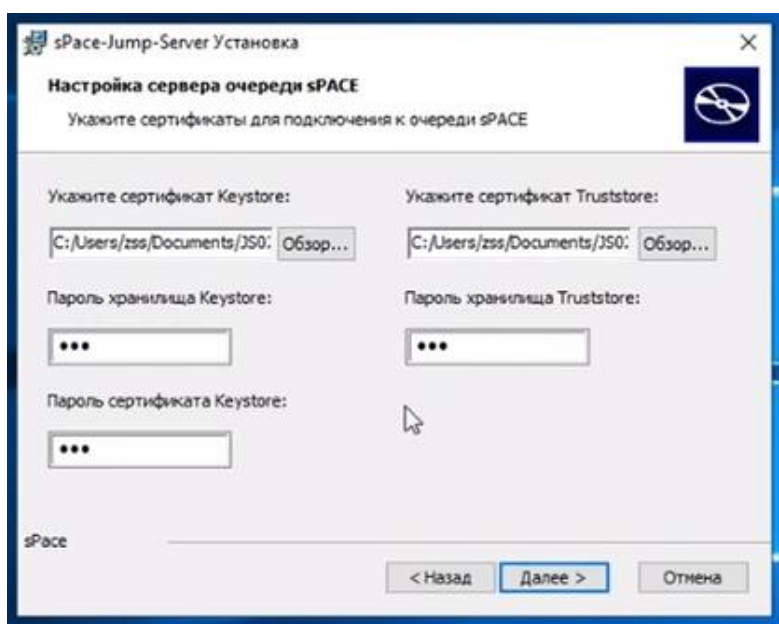 sPace-Jump-Server Установка
Настройка сервера очереди sPACE
Укажите сертификаты для подключения к очереди sPACE
Укажите сертификат Keystore: Укажите сертификат Truststore:
C:/Users/zss/Documents/JS0 Обзор... C:/Users/zss/Documents/JS0 Обзор...
Пароль хранилища Keystore: Пароль хранилища Truststore:
••• •••
Пароль сертификата Keystore:
•••
sPace
< Назад Далее > Отмена